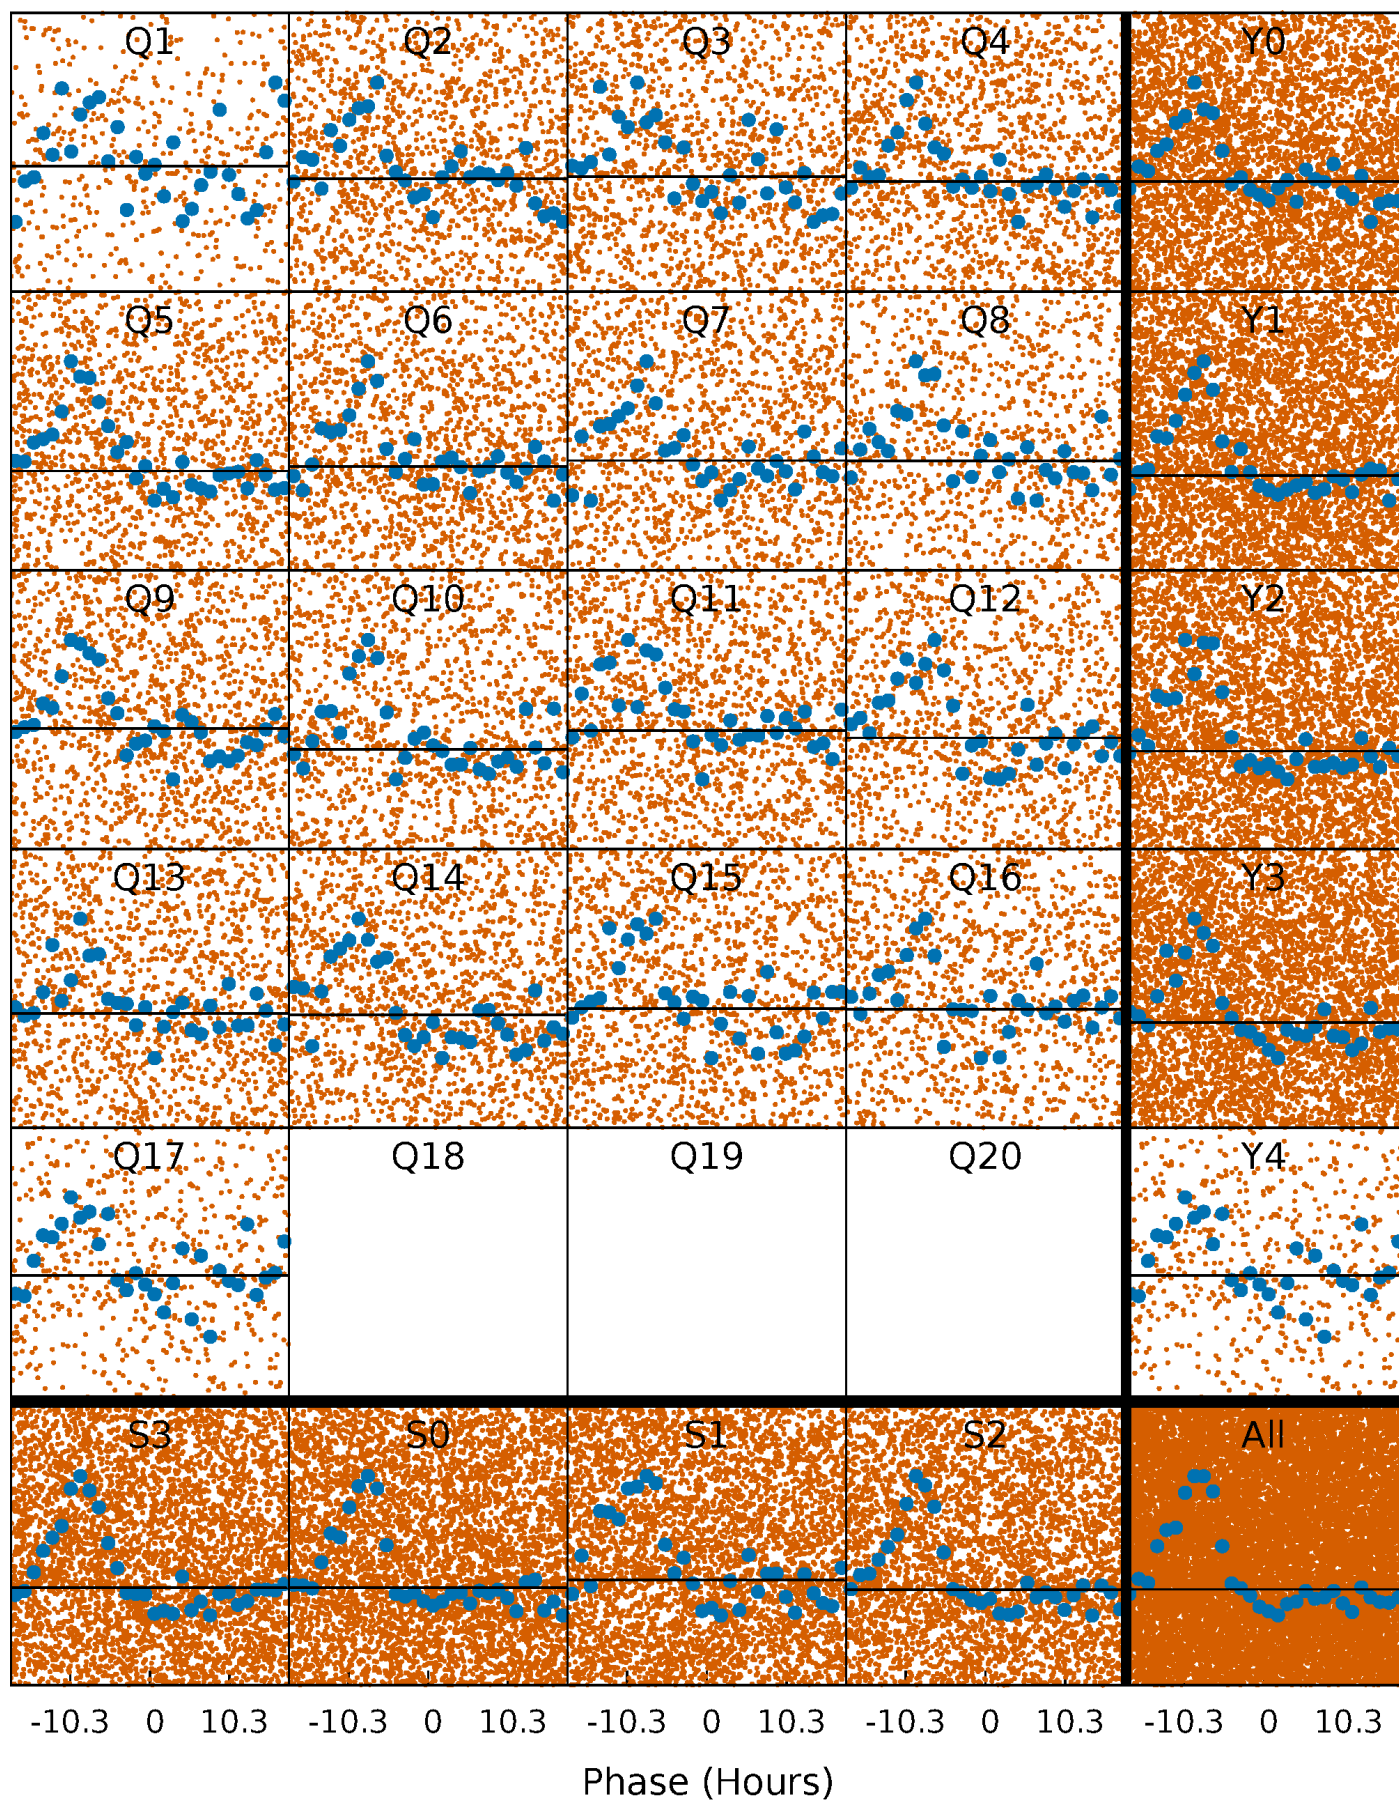 Q1 Q2 Q3 Q4 Y0
Q5 Q6 Q7 Q8 Y1
Q9 Q10 Q11 Q12 Y2
Q13 Q14 Q15 Q16 Y3
Q17 Q18 Q19 Q20 Y4
S3 S0 S1 S2 All
-10.3 0 10.3 -10.3 0 10.3 -10.3 0 10.3 -10.3 0 10.3 -10.3 0 10.3
Phase (Hours)